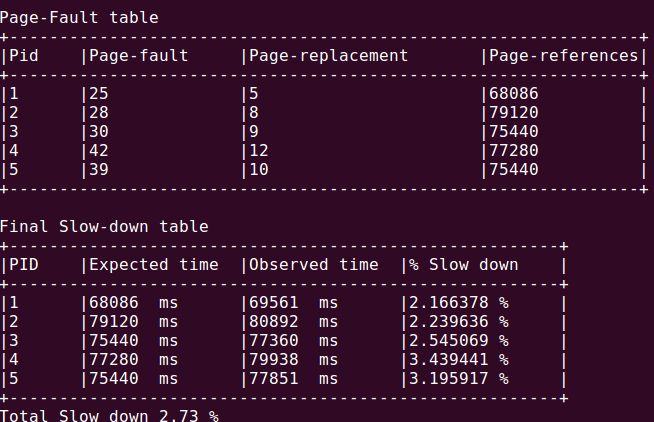 Page-Fault table
+---------------------------------------------------------------+
|Pid    |Page-fault     |Page-replacement       |Page-references|
+---------------------------------------------------------------+
|1      |25             |5                      |68086          |
|2      |28             |8                      |79120          |
|3      |30             |9                      |75440          |
|4      |42             |12                     |77280          |
|5      |39             |10                     |75440          |
+---------------------------------------------------------------+
Final Slow-down table
+-------------------------------------------------------+
|PID    |Expected time  |Observed time  |% Slow down    |
+-------------------------------------------------------+
|1      |68086  ms      |69561  ms      |2.166378 %     |
|2      |79120  ms      |80892  ms      |2.239636 %     |
|3      |75440  ms      |77360  ms      |2.545069 %     |
|4      |77280  ms      |79938  ms      |3.439441 %     |
|5      |75440  ms      |77851  ms      |3.195917 %     |
+-------------------------------------------------------+
Total Slow down 2.73 %